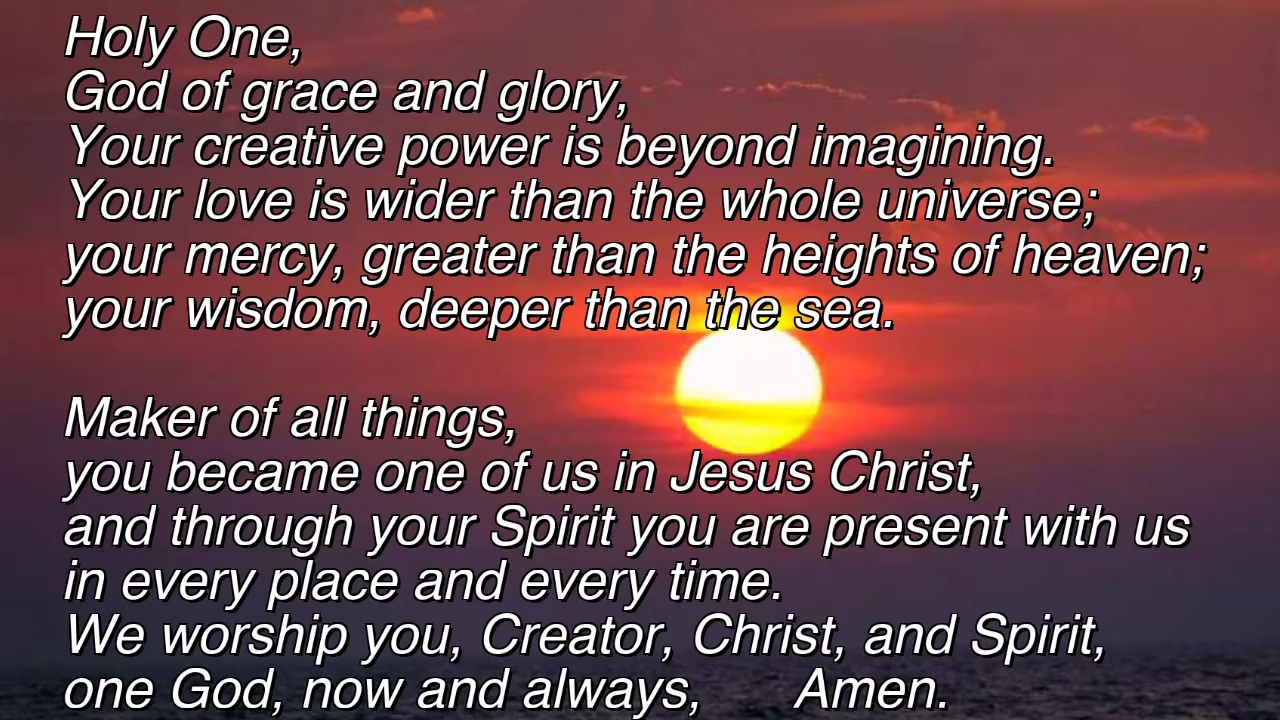 Holy One,
God of grace and glory,
Your creative power is beyond imagining.
Your love is wider than the whole universe;
your mercy, greater than the heights of heaven;
your wisdom, deeper than the sea.
Maker of all things,
you became one of us in Jesus Christ,
and through your Spirit you are present with us
in every place and every time.
We worship you, Creator, Christ, and Spirit,
one God, now and always, Amen.